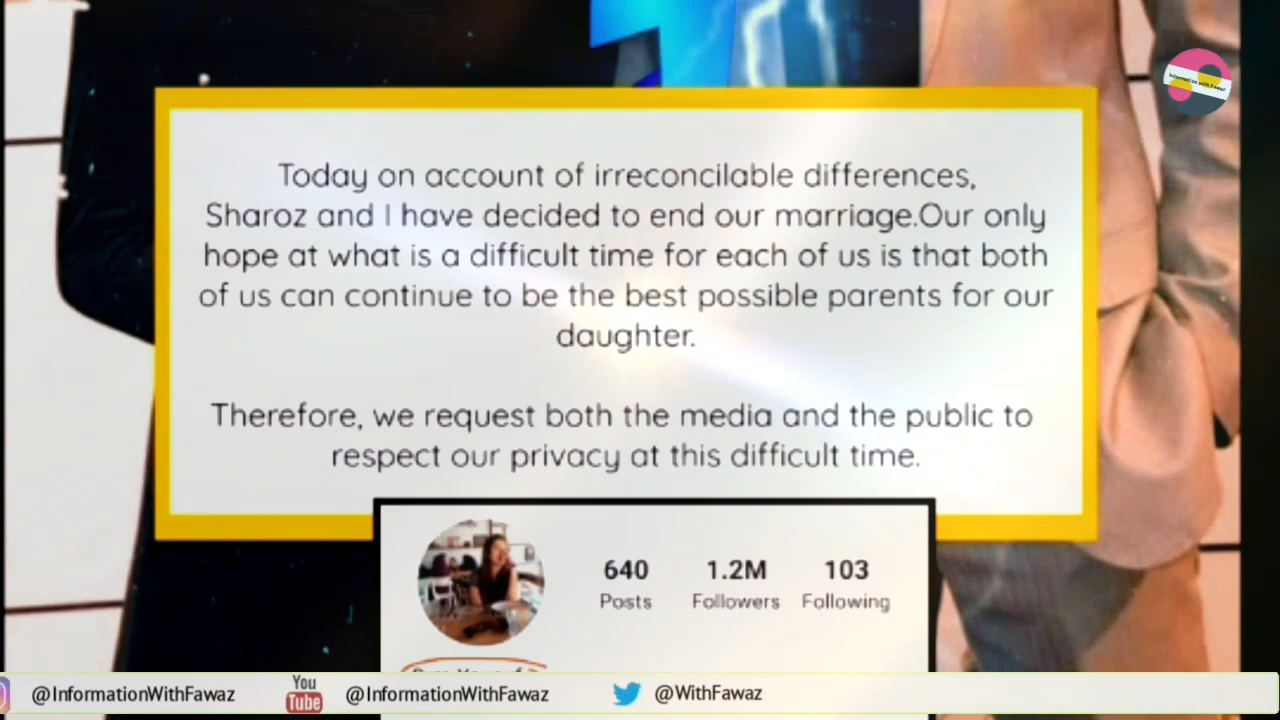 Information with Fawaz
Today on account of irreconcilable differences,
Sharoz and I have decided to end our marriage.Our only
hope at what is a difficult time for each of us is that both
of us can continue to be the best possible parents for our
daughter.
Therefore, we request both the media and the public to
respect our privacy at this difficult time.
640 1.2M 103
Posts Followers Following
@InformationWithFawaz You Tube @InformationWithFawaz @WithFawaz